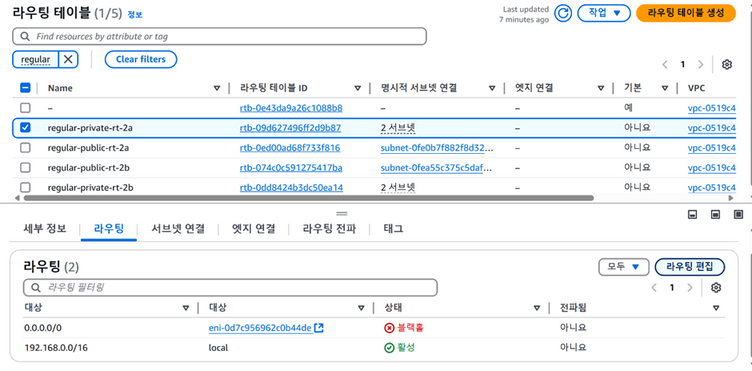 라우팅 테이블 (1/5) 정보
Last updated
7 minutes ago
작업
라우팅 테이블 생성
Find resources by attribute or tag
regular
Clear filters
1
Name 라우팅 테이블 ID 명시적 서브넷 연결 엣지 연결 기본 VPC
– rtb-0e43da9a26c1088b8 – – 예 vpc-0519c4
regular-private-rt-2a rtb-09d627496ff2d9b87 2 서브넷 – 아니요 vpc-0519c4
regular-public-rt-2a rtb-0ed00ad68f733f816 subnet-0fe0b7f882f8d32... – 아니요 vpc-0519c4
regular-public-rt-2b rtb-074c0c591275417ba subnet-0fea55c375c5daf... – 아니요 vpc-0519c4
regular-private-rt-2b rtb-0dd8424b3dc50ea14 2 서브넷 – 아니요 vpc-0519c4
세부 정보 라우팅 서브넷 연결 엣지 연결 라우팅 전파 태그
라우팅 (2)
모두
라우팅 편집
라우팅 필터링
1
대상 대상 상태 전파됨
0.0.0.0/0 eni-0d7c956962c0b44de 블랙홀 아니요
192.168.0.0/16 local 활성 아니요